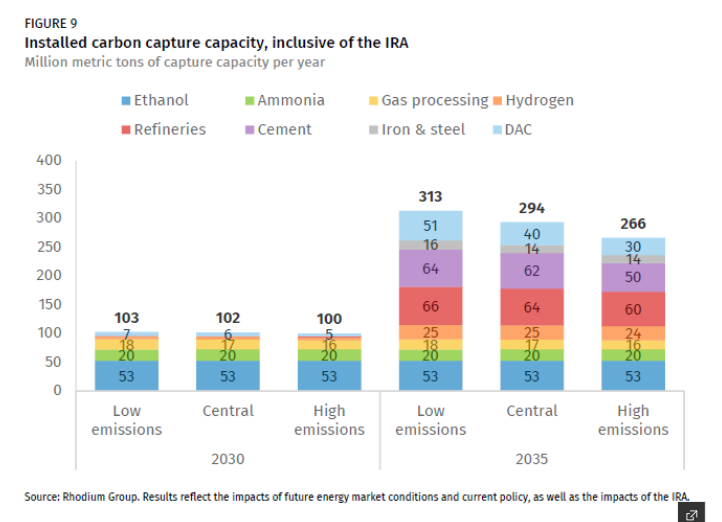 FIGURE 9
Installed carbon capture capacity, inclusive of the IRA
Million metric tons of capture capacity per year
Ethanol Ammonia Gas processing Hydrogen
Refineries Cement Iron & steel DAC
400
350
300
250
200
150
100
50
0
103 102 100 313 294 266
7 6 5 51 40 30
16 14 14
64 62 50
66 64 60
25 25 24
18 17 16 18 17 16
20 20 20 20 20 20
53 53 53 53 53 53
Low emissions Central High emissions Low emissions Central High emissions
2030 2035
Source: Rhodium Group. Results reflect the impacts of future energy market conditions and current policy, as well as the impacts of the IRA.